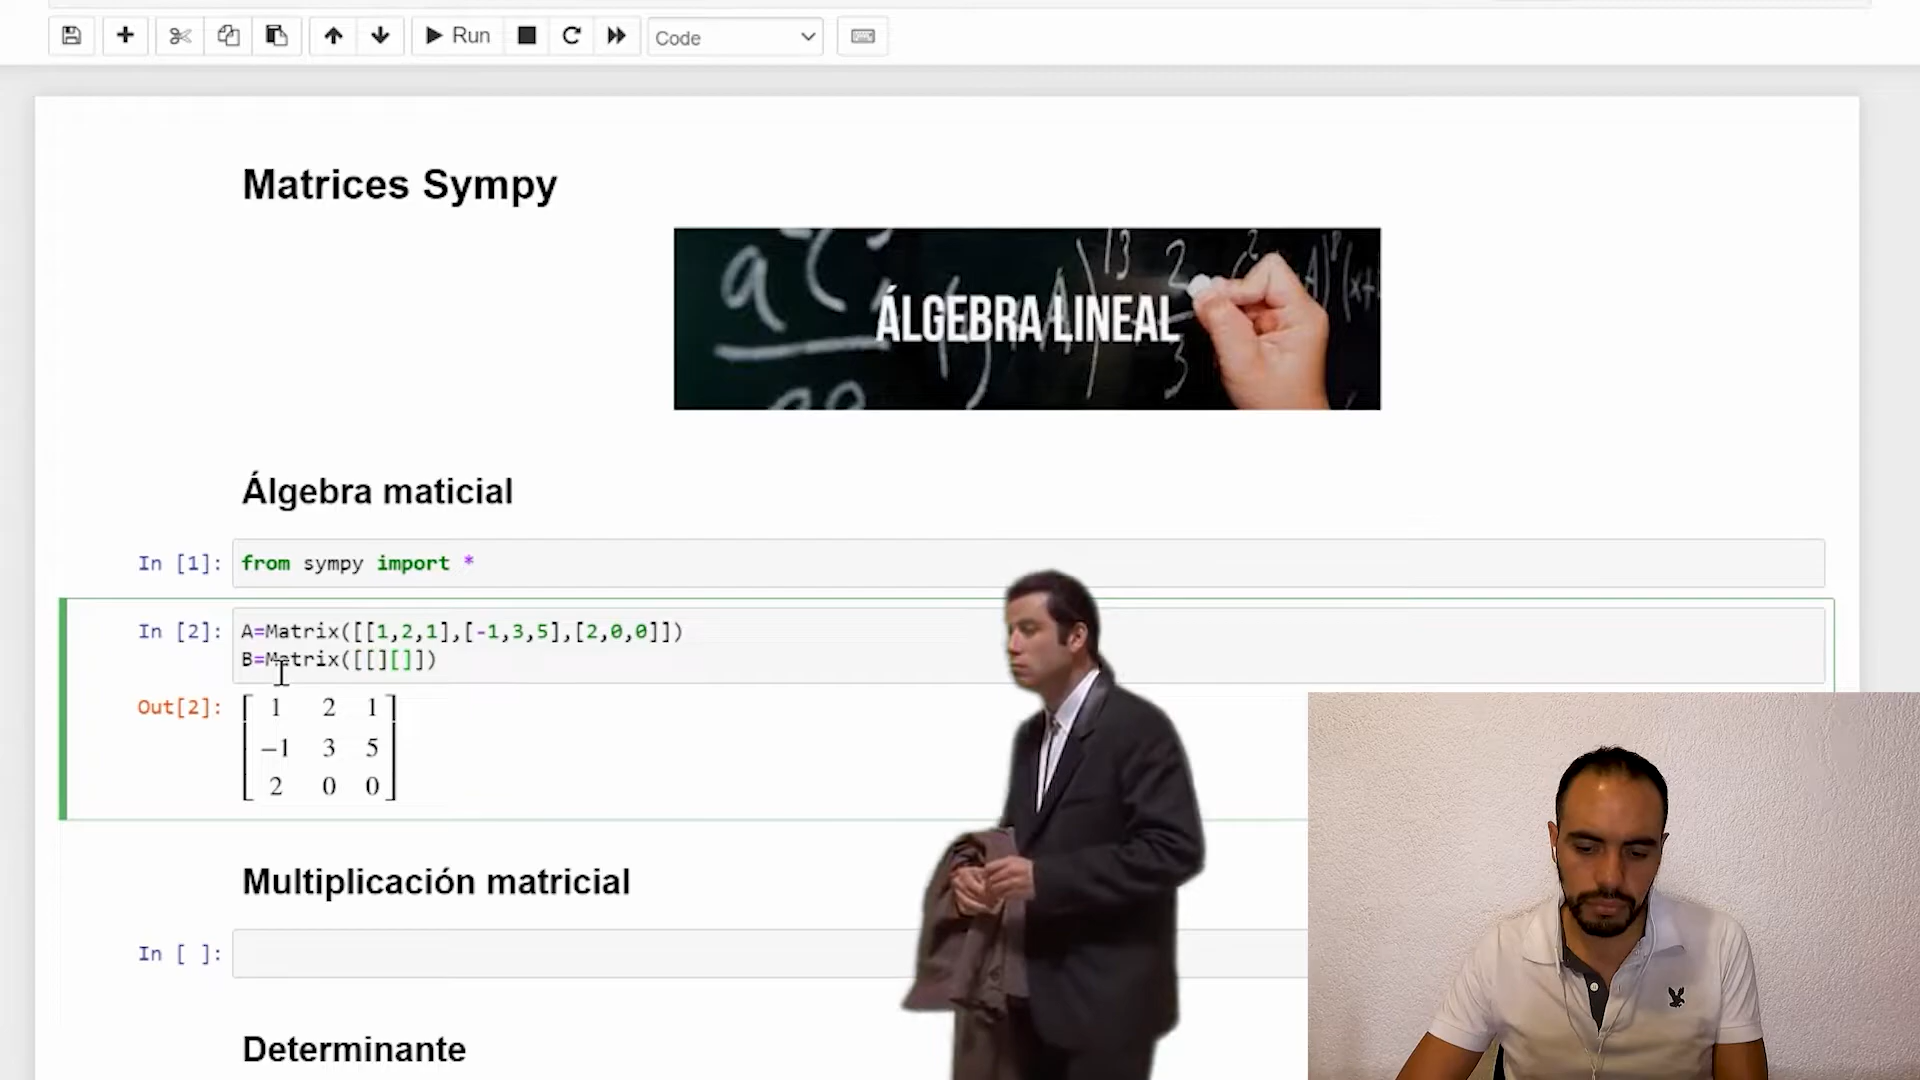 Run
Code
Matrices Sympy
ÁLGEBRA LINEAL
Álgebra maticial
In [1]:
from sympy import *
In [2]:
A=Matrix([[1,2,1],[-1,3,5],[2,0,0]])
B=Matrix([[][]])
Out[2]:
1 2 1
−1 3 5
2 0 0
Multiplicación matricial
In [ ]:
Determinante